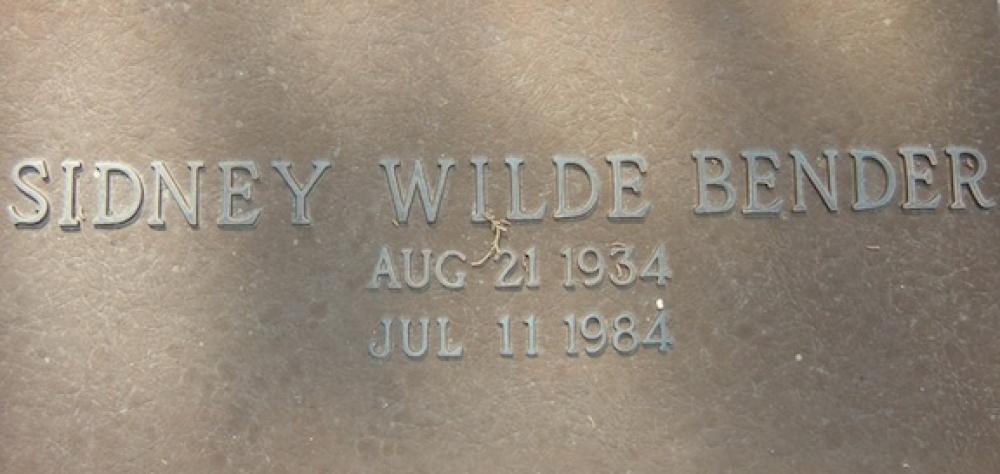 SIDNEY WILDE BENDER
AUG 21 1934
JUL 11 1984